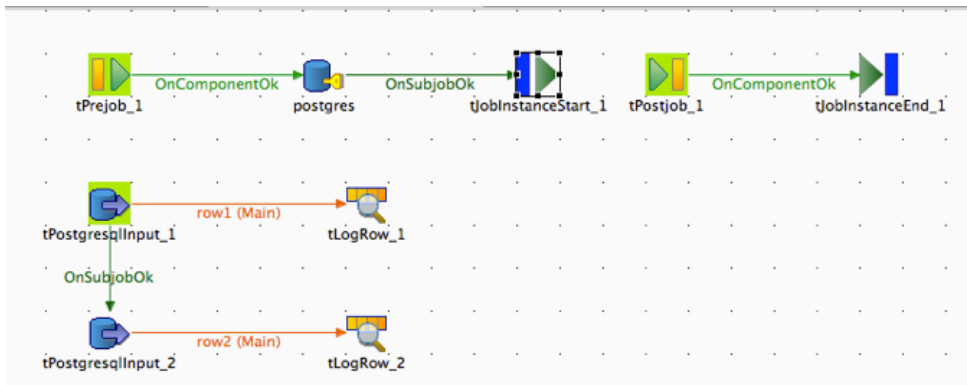 OnComponentOk
OnSubjobOk
OnComponentOk
tPrejob_1
postgres
tJobInstanceStart_1
tPostjob_1
tJobInstanceEnd_1
row1 (Main)
tPostgresqlInput_1
tLogRow_1
OnSubjobOk
row2 (Main)
tPostgresqlInput_2
tLogRow_2